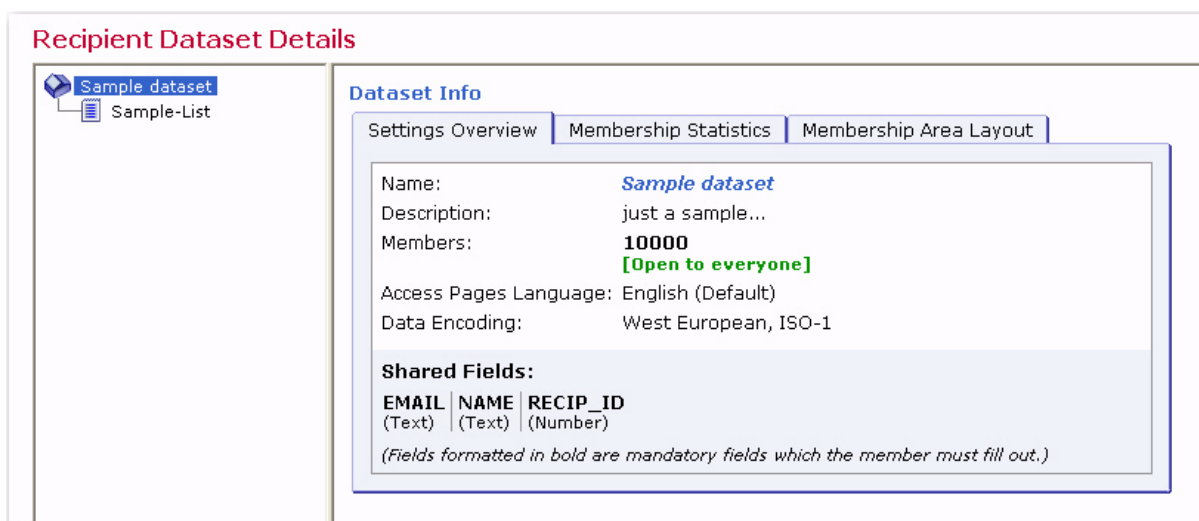 Recipient Dataset Details
Sample dataset
Sample-List
Dataset Info
Settings Overview Membership Statistics Membership Area Layout
Name: Sample dataset
Description: just a sample...
Members: 10000
[Open to everyone]
Access Pages Language: English (Default)
Data Encoding: West European, ISO-1
Shared Fields:
EMAIL NAME RECIP_ID
(Text) (Text) (Number)
(Fields formatted in bold are mandatory fields which the member must fill out.)